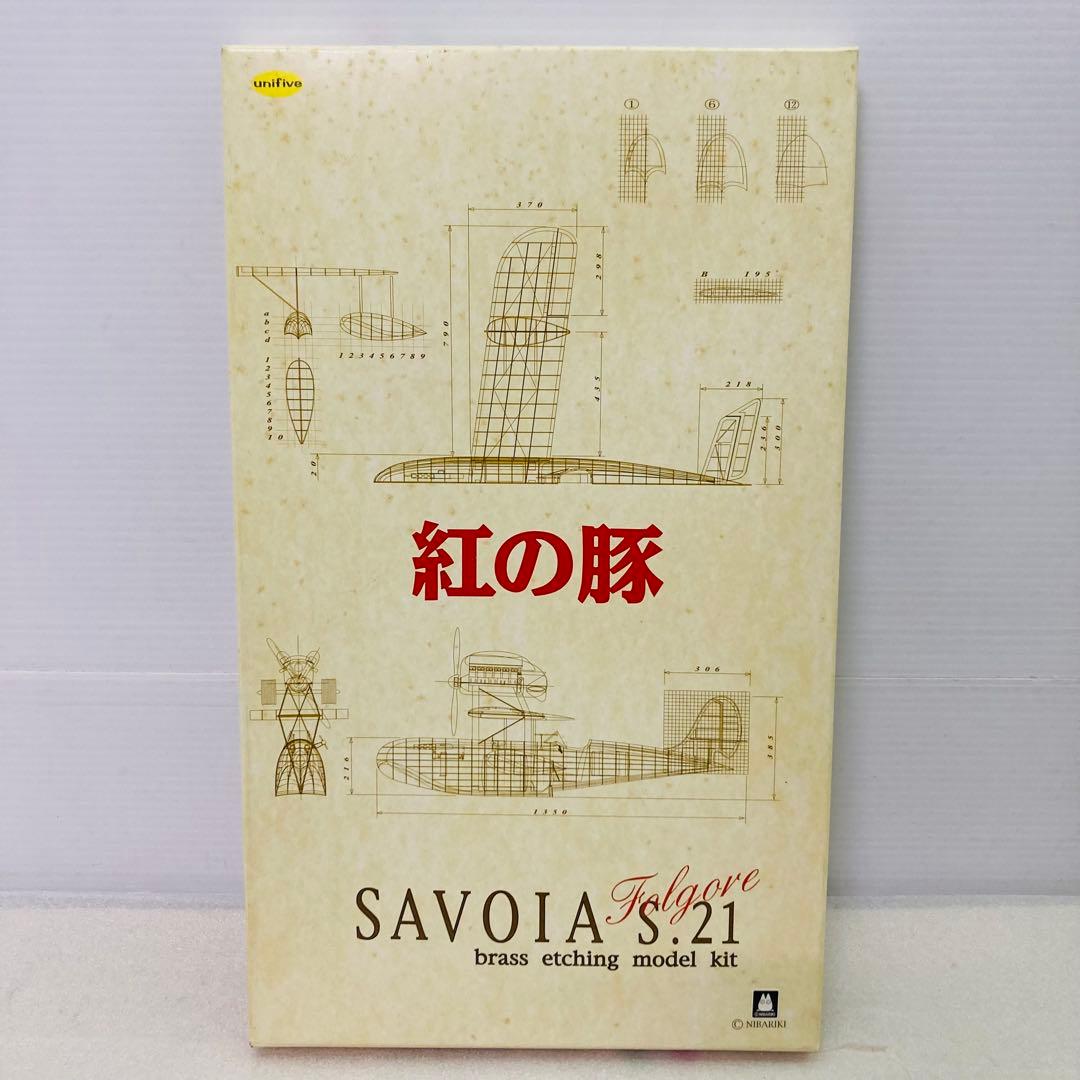 unifive
① ⑥ ⑫
370
298
790
435
B 195°
a
b
c
d
123456789
1
2
3
4
5
6
7
8
9
10
20
218
236
300
紅の豚
306
385
216
1350
Folgore
SAVOIA S.21
brass etching model kit
©NIBARIKI
© NIBARIKI